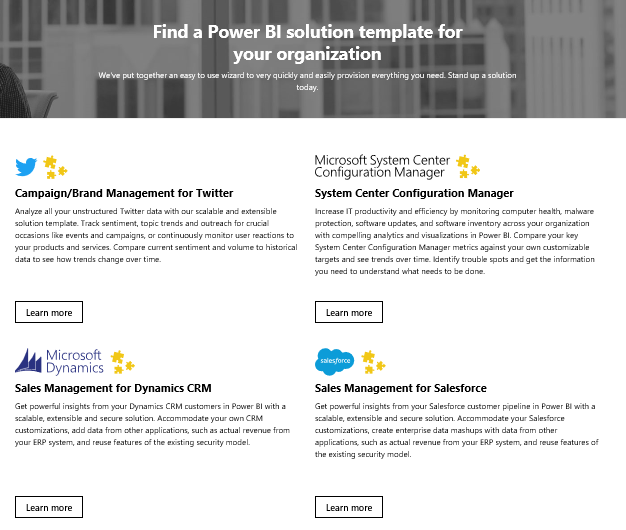 Find a Power BI solution template for
your organization
We've put together an easy to use wizard to very quickly and easily provision everything you need. Stand up a solution
today.
Campaign/Brand Management for Twitter
Analyze all your unstructured Twitter data with our scalable and extensible
solution template. Track sentiment, topic trends and outreach for crucial
occasions like events and campaigns, or continuously monitor user reactions to
your products and services. Compare current sentiment and volume to historical
data to see how trends change over time.
Learn more
Microsoft System Center
Configuration Manager
System Center Configuration Manager
Increase IT productivity and efficiency by monitoring computer health, malware
protection, software updates, and software inventory across your organization
with compelling analytics and visualizations in Power BI. Compare your key
System Center Configuration Manager metrics against your own customizable
targets and see trends over time. Identify trouble spots and get the information
you need to understand what needs to be done.
Learn more
Microsoft
Dynamics
Sales Management for Dynamics CRM
Get powerful insights from your Dynamics CRM customers in Power BI with a
scalable, extensible and secure solution. Accommodate your own CRM
customizations, add data from other applications, such as actual revenue from
your ERP system, and reuse features of the existing security model.
Learn more
salesforce
Sales Management for Salesforce
Get powerful insights from your Salesforce customer pipeline in Power BI with a
scalable, extensible and secure solution. Accommodate your Salesforce
customizations, create enterprise data mashups with data from other
applications, such as actual revenue from your ERP system, and reuse features of
the existing security model.
Learn more